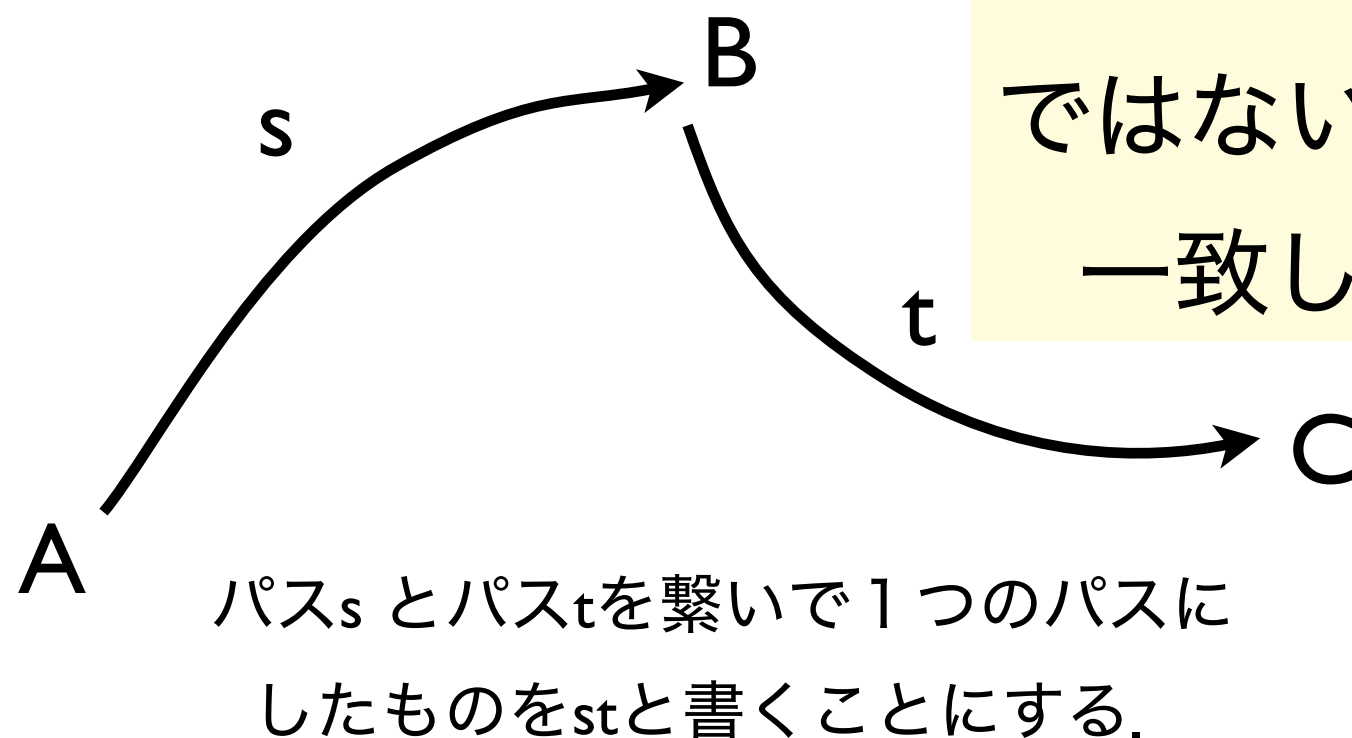 B
s
ではない
一致し
t
C
A
パスs とパスtを繋いで１つのパスに
したものをstと書くことにする.